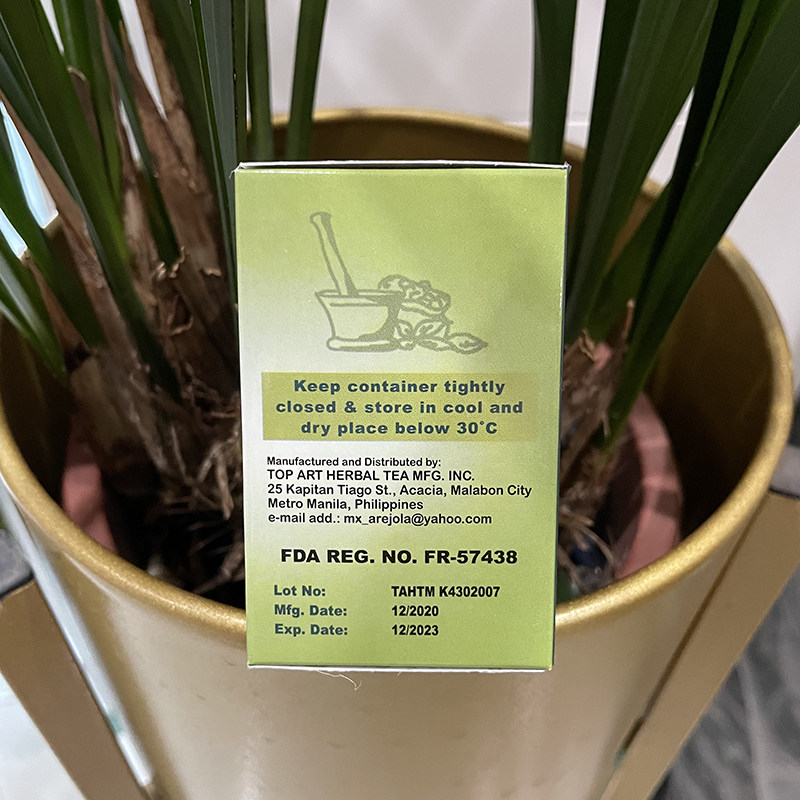 Keep container tightly
closed & store in cool and
dry place below 30°C
Manufactured and Distributed by:
TOP ART HERBAL TEA MFG. INC.
25 Kapitan Tiago St., Acacia, Malabon City
Metro Manila, Philippines
e-mail add.: mx_arejola@yahoo.com
FDA REG. NO. FR-57438
Lot No: TAHTM K4302007
Mfg. Date: 12/2020
Exp. Date: 12/2023